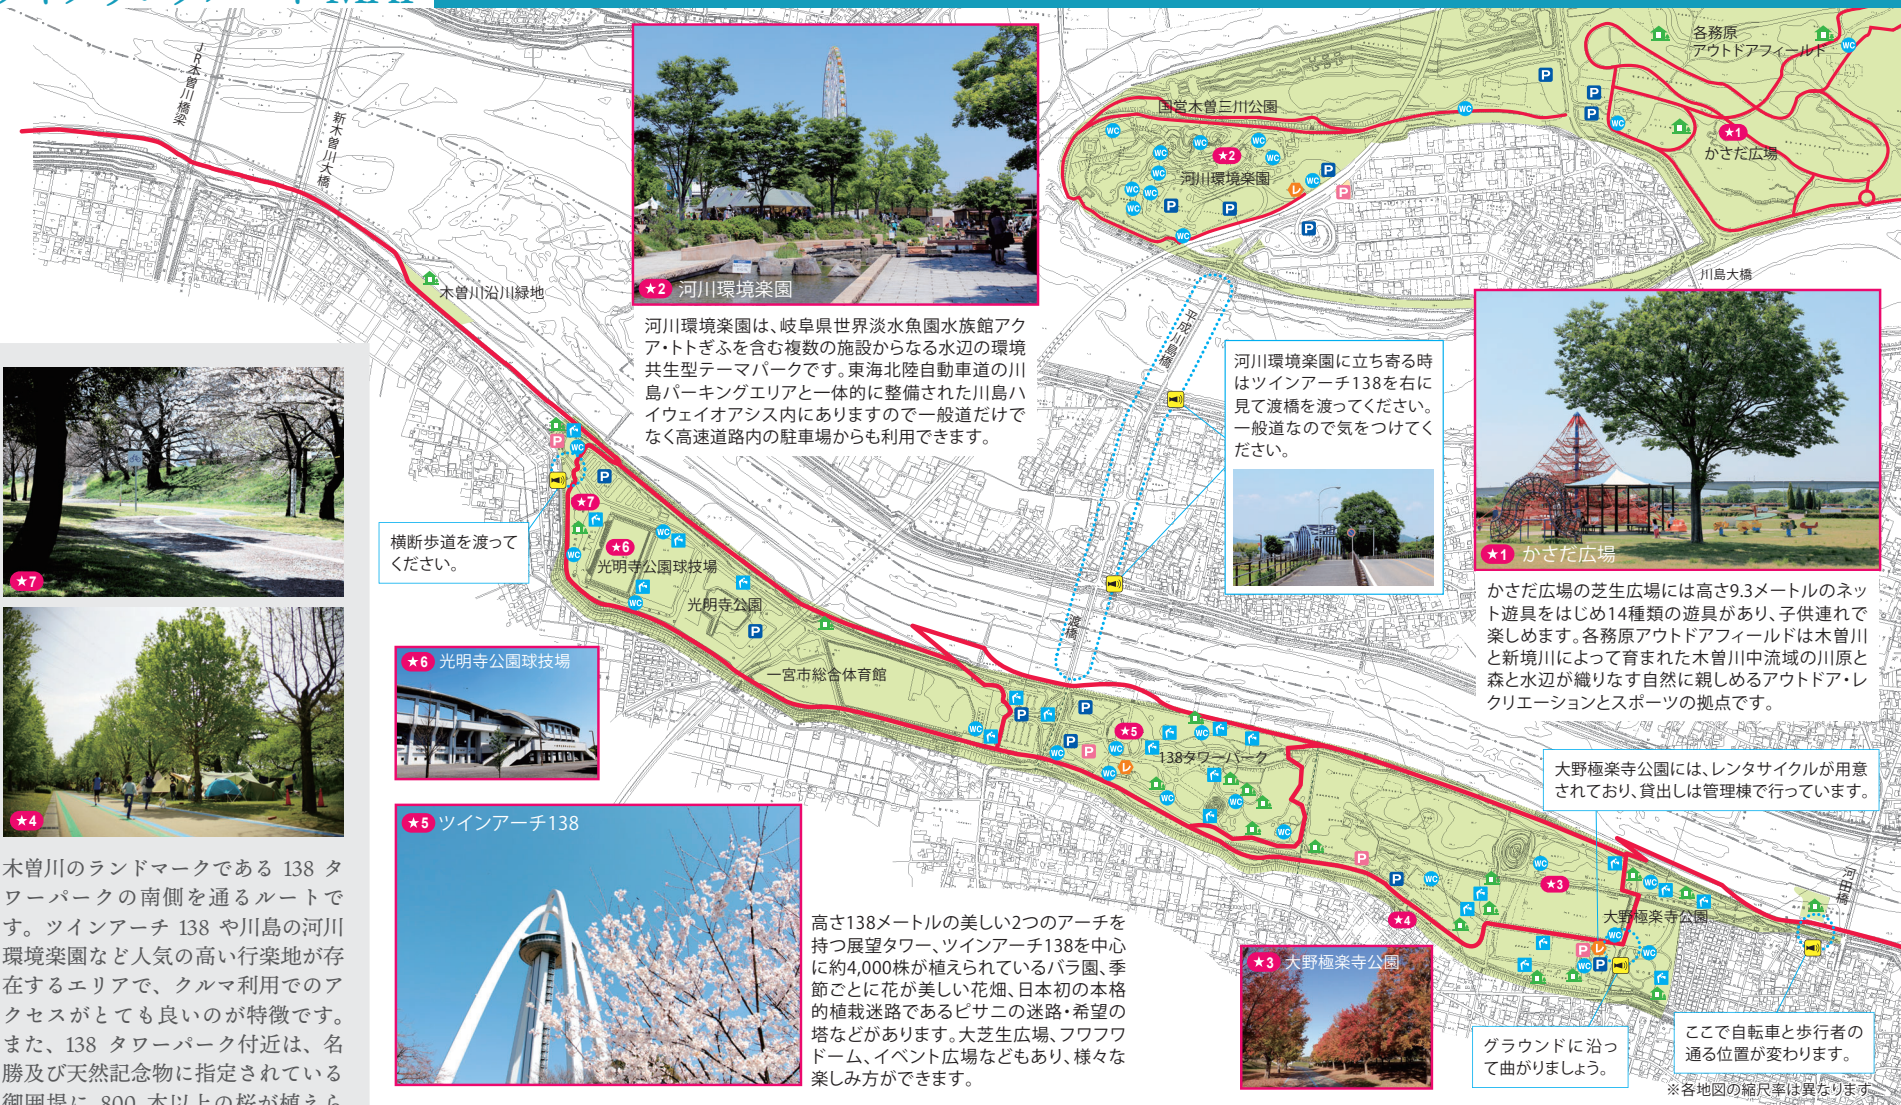 JR本曽川橋梁
新木曽川大橋
木曽川沿川緑地
★2 河川環境楽園
河川環境楽園は、岐阜県世界淡水魚園水族館アク
ア・トトぎふを含む複数の施設からなる水辺の環境
共生型テーマパークです。東海北陸自動車道の川
島パーキングエリアと一体的に整備された川島ハ
イウェイオアシス内にありますので一般道だけで
なく高速道路内の駐車場からも利用できます。
各務原
アウトドアフィールド
国営木曽三川公園
★1
かさだ広場
★2
河川環境楽園
川島大橋
平成川島橋
河川環境楽園に立ち寄る時
はツインアーチ138を右に
見て渡橋を渡ってください。
一般道なので気をつけてく
ださい。
★1 かさだ広場
かさだ広場の芝生広場には高さ9.3メートルのネッ
ト遊具をはじめ14種類の遊具があり、子供連れで
楽しめます。各務原アウトドアフィールドは木曽川
と新境川によって育まれた木曽川中流域の川原と
森と水辺が織りなす自然に親しめるアウトドア・レ
クリエーションとスポーツの拠点です。
★7
★4
木曽川のランドマークである 138 タ
ワーパークの南側を通るルートで
す。ツインアーチ 138 や川島の河川
環境楽園など人気の高い行楽地が存
在するエリアで、クルマ利用でのア
クセスがとても良いのが特徴です。
また、138 タワーパーク付近は、名
勝及び天然記念物に指定されている
御囲堤に 800 本以上の桜が植えら
横断歩道を渡って
ください。
★7
★6
光明寺公園球技場
光明寺公園
★6 光明寺公園球技場
一宮市総合体育館
渡橋
★5
138タワーパーク
★5 ツインアーチ138
高さ138メートルの美しい2つのアーチを
持つ展望タワー、ツインアーチ138を中心
に約4,000株が植えられているバラ園、季
節ごとに花が美しい花畑、日本初の本格
的植栽迷路であるピサニの迷路・希望の
塔などがあります。大芝生広場、フワフワ
ドーム、イベント広場などもあり、様々な
楽しみ方ができます。
大野極楽寺公園には、レンタサイクルが用意
されており、貸出しは管理棟で行っています。
★3
★4
大野極楽寺公園
河田橋
★3 大野極楽寺公園
グラウンドに沿っ
て曲がりましょう。
ここで自転車と歩行者の
通る位置が変わります。
※各地図の縮尺率は異なります